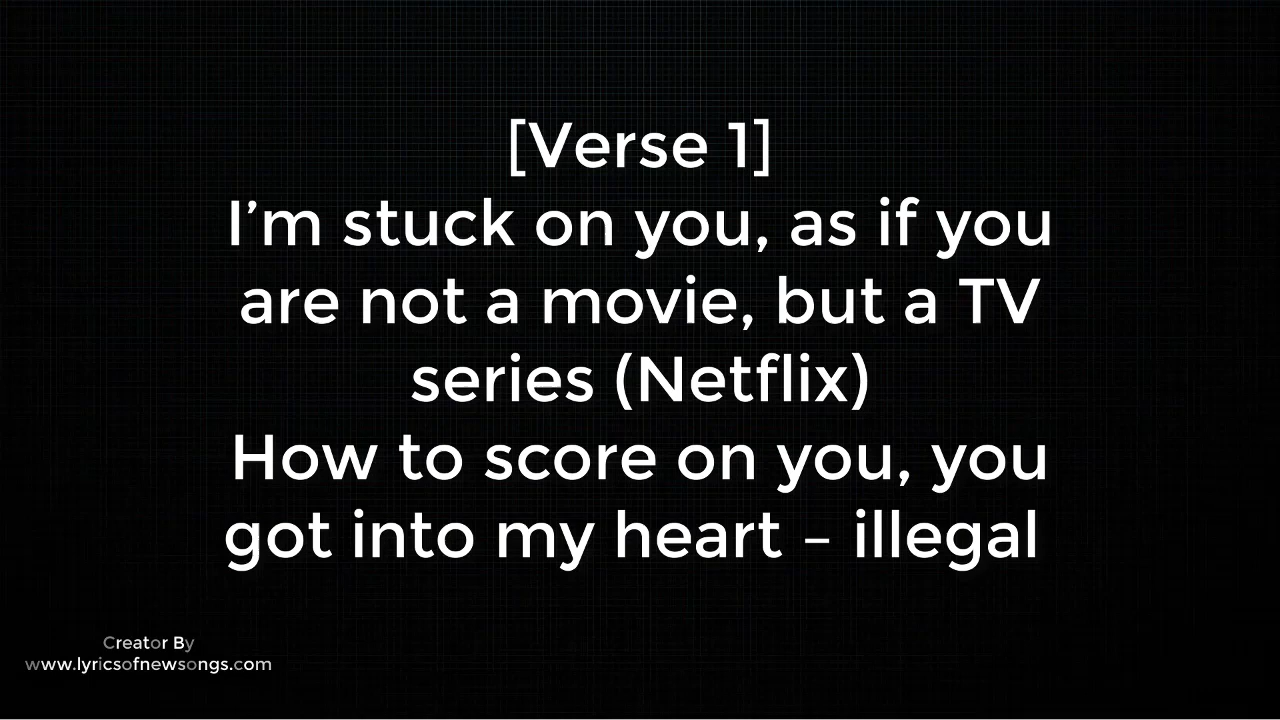 [Verse 1]
I’m stuck on you, as if you
are not a movie, but a TV
series (Netflix)
How to score on you, you
got into my heart – illegal
Creator By
www.lyricsofnewsongs.com